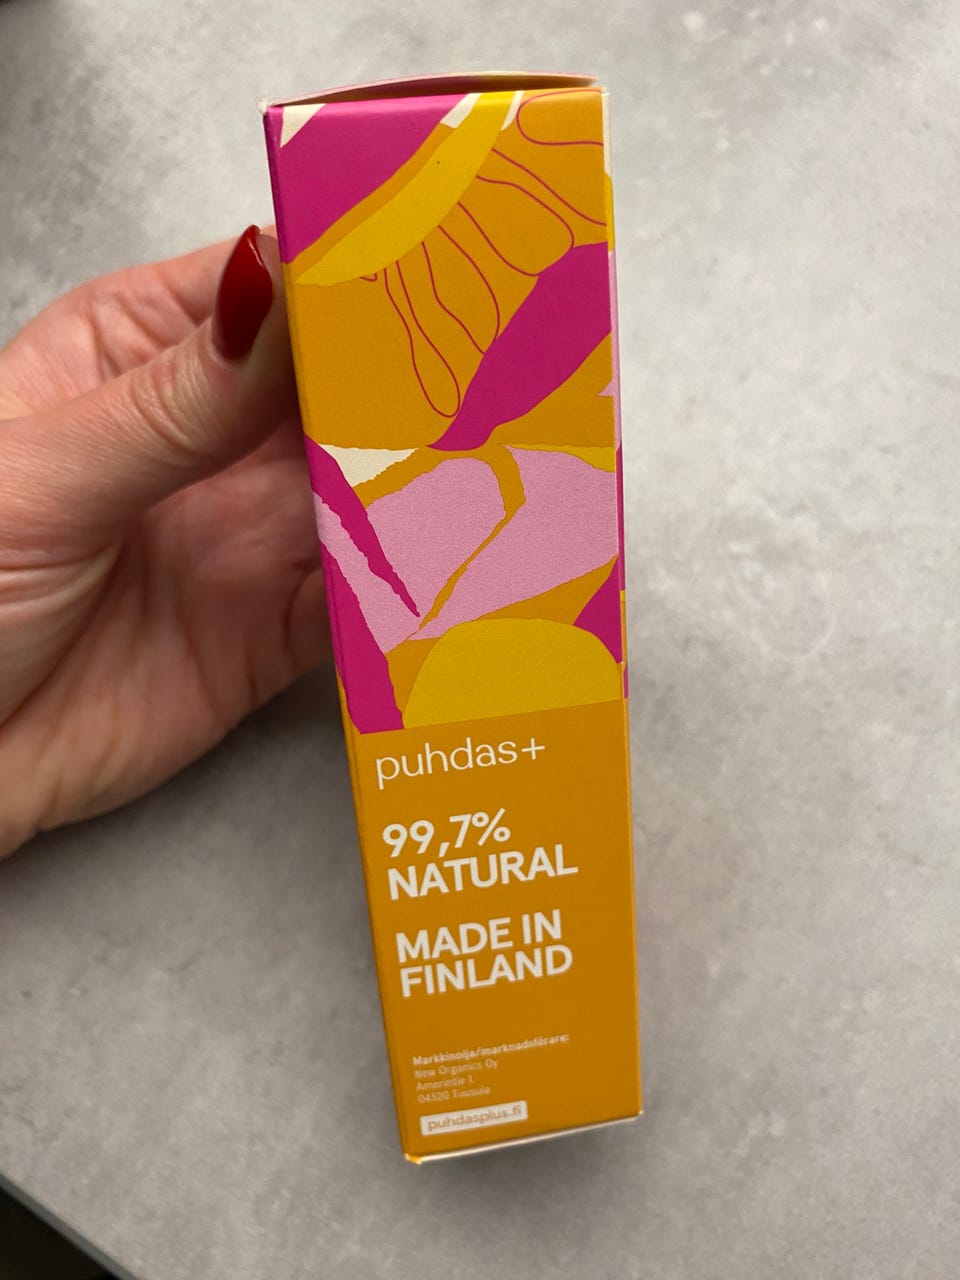 puhdas+
99,7%
NATURAL
MADE IN
FINLAND
Markkinoija/marknadsförare:
New Organics Oy
Amerintie 1,
04320 Tuusula
puhdasplus.fi